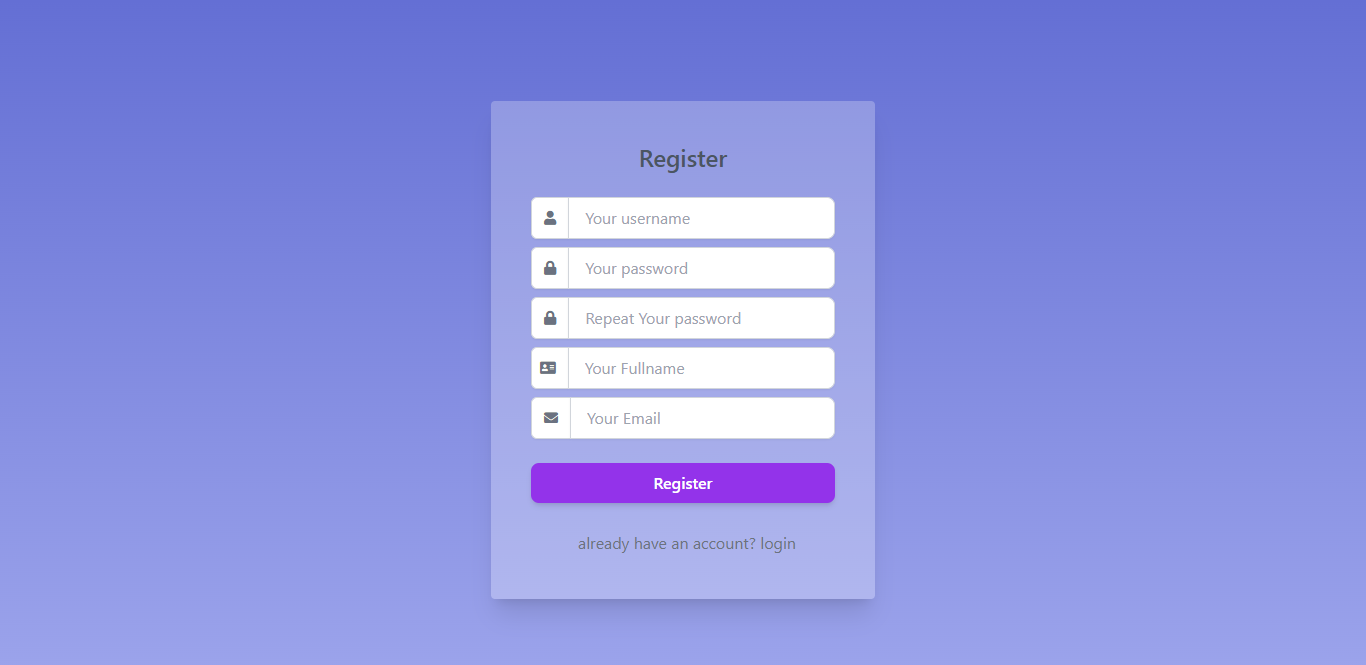 Register
Your username
Your password
Repeat Your password
Your Fullname
Your Email
Register
already have an account? login